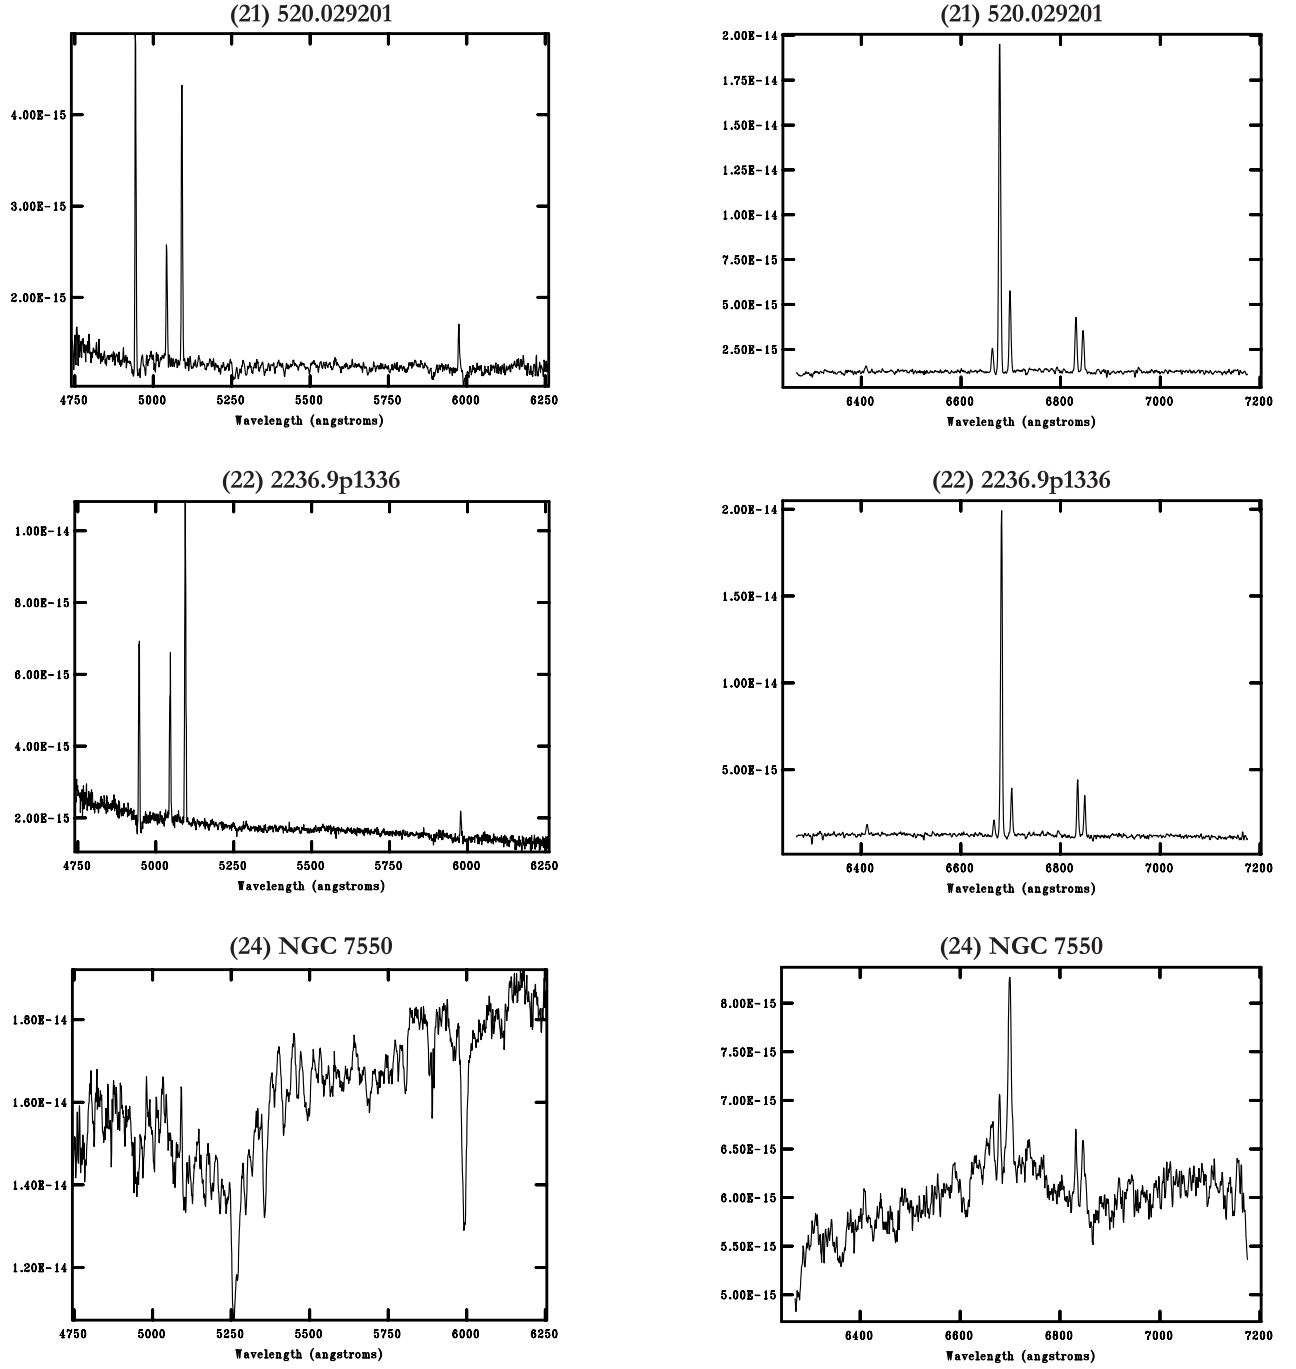 (21) 520.029201
4.00E-15
3.00E-15
2.00E-15
4750 5000 5250 5500 5750 6000 6250
Wavelength (angstroms)
(21) 520.029201
2.00E-14
1.75E-14
1.50E-14
1.25E-14
1.00E-14
7.50E-15
5.00E-15
2.50E-15
6400 6600 6800 7000 7200
Wavelength (angstroms)
(22) 2236.9p1336
1.00E-14
8.00E-15
6.00E-15
4.00E-15
2.00E-15
4750 5000 5250 5500 5750 6000 6250
Wavelength (angstroms)
(22) 2236.9p1336
2.00E-14
1.50E-14
1.00E-14
5.00E-15
6400 6600 6800 7000 7200
Wavelength (angstroms)
(24) NGC 7550
1.80E-14
1.60E-14
1.40E-14
1.20E-14
4750 5000 5250 5500 5750 6000 6250
Wavelength (angstroms)
(24) NGC 7550
8.00E-15
7.50E-15
7.00E-15
6.50E-15
6.00E-15
5.50E-15
5.00E-15
6400 6600 6800 7000 7200
Wavelength (angstroms)